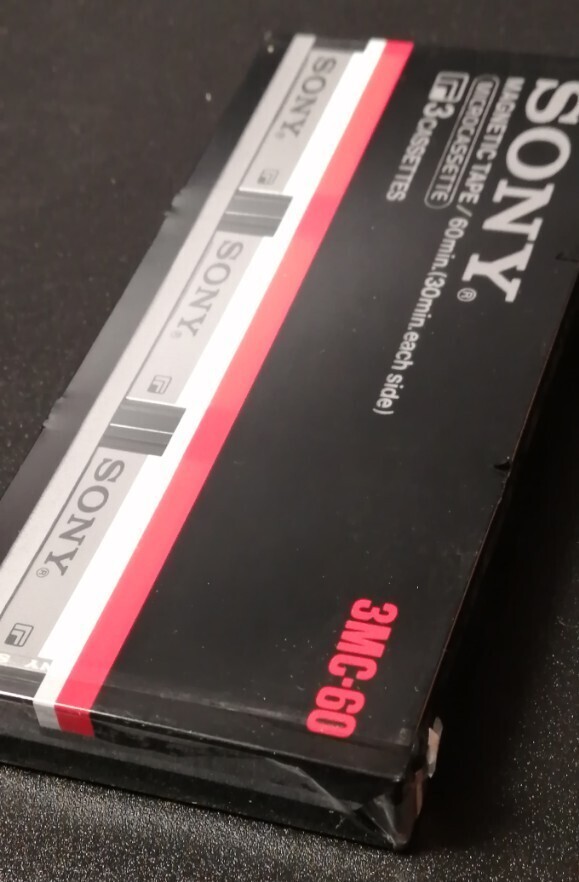 SONY®
MAGNETIC TAPE / 60min.(30min.each side)
MICROCASSETTE
3 CASSETTES
3MC-60
SONY®
SONY®
SONY®